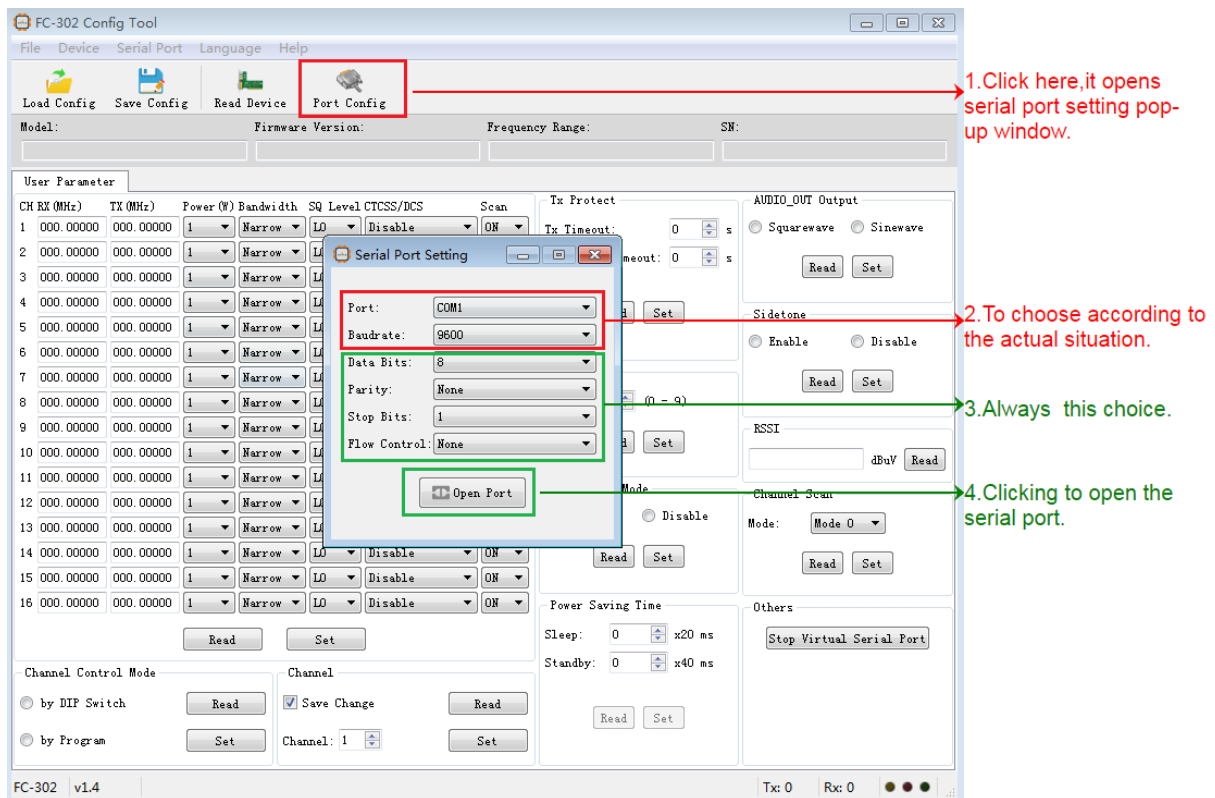 FC-302 Config Tool
File Device Serial Port Language Help
Load Config Save Config Read Device Port Config
1.Click here,it opens
serial port setting pop-
up window.
Model: Firmware Version: Frequency Range: SN:
User Parameter
CH RX(MHz) TX(MHz) Power(W) Bandwidth SQ Level CTCSS/DCS Scan
1 000.00000 000.00000 1 Narrow L0 Disable ON
2 000.00000 000.00000 1 Narrow
3 000.00000 000.00000 1 Narrow
4 000.00000 000.00000 1 Narrow
5 000.00000 000.00000 1 Narrow
6 000.00000 000.00000 1 Narrow
7 000.00000 000.00000 1 Narrow
8 000.00000 000.00000 1 Narrow
9 000.00000 000.00000 1 Narrow
10 000.00000 000.00000 1 Narrow
11 000.00000 000.00000 1 Narrow
12 000.00000 000.00000 1 Narrow
13 000.00000 000.00000 1 Narrow
14 000.00000 000.00000 1 Narrow L0 Disable ON
15 000.00000 000.00000 1 Narrow L0 Disable ON
16 000.00000 000.00000 1 Narrow L0 Disable ON
Read Set
Serial Port Setting
Port: COM1
Baudrate: 9600
Data Bits: 8
Parity: None
Stop Bits: 1
Flow Control: None
Open Port
2.To choose according to
the actual situation.
3.Always this choice.
4.Clicking to open the
serial port.
Tx Protect
Tx Timeout: 0 s
meout: 0 s
Set
(0 - 9)
Set
Mode
Disable
Read Set
Power Saving Time
Sleep: 0 x20 ms
Standby: 0 x40 ms
Read Set
AUDIO_OUT Output
Squarewave Sinewave
Read Set
Sidetone
Enable Disable
Read Set
RSSI
dBuV Read
Channel Scan
Mode: Mode 0
Read Set
Others
Stop Virtual Serial Port
Channel Control Mode
by DIP Switch Read
by Program Set
Channel
Save Change Read
Channel: 1 Set
FC-302 v1.4 Tx: 0 Rx: 0